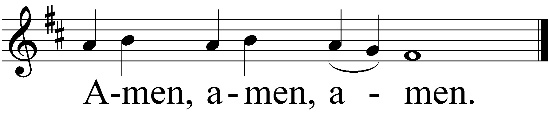 A-men, a-men, a - men.